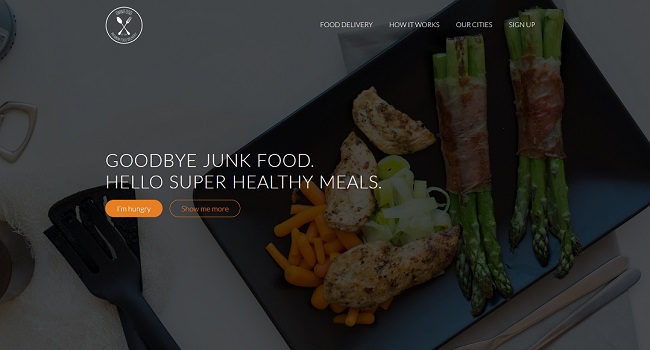 FOOD DELIVERY HOW IT WORKS OUR CITIES SIGN UP
GOODBYE JUNK FOOD.
HELLO SUPER HEALTHY MEALS.
I'm hungry Show me more